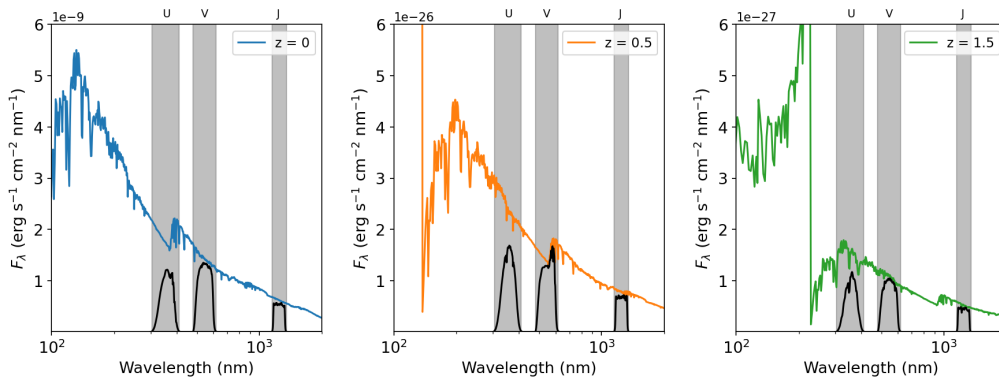 1e-9 U V J
z = 0
6
5
4
3
2
1
10² 10³
Wavelength (nm)
Fλ (erg s⁻¹ cm⁻² nm⁻¹)
1e-26 U V J
z = 0.5
6
5
4
3
2
1
10² 10³
Wavelength (nm)
Fλ (erg s⁻¹ cm⁻² nm⁻¹)
1e-27 U V J
z = 1.5
6
5
4
3
2
1
10² 10³
Wavelength (nm)
Fλ (erg s⁻¹ cm⁻² nm⁻¹)